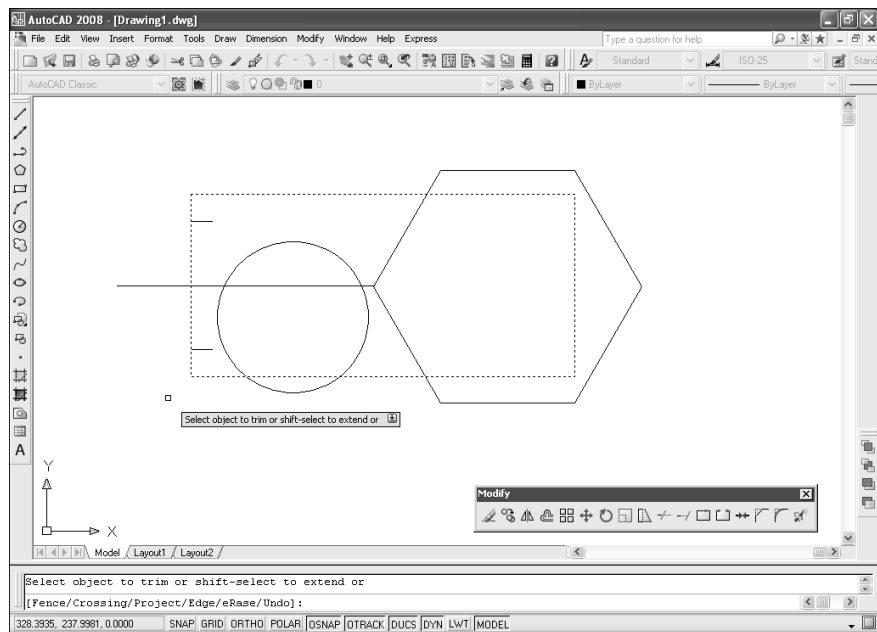 AutoCAD 2008 - [Drawing1.dwg]
File Edit View Insert Format Tools Draw Dimension Modify Window Help Express
Type a question for help
Standard
ISO-25
Stand
AutoCAD Classic
0
ByLayer
ByLayer
Select object to trim or shift-select to extend or
Y
X
Modify
Model Layout1 Layout2
Select object to trim or shift-select to extend or
[Fence/Crossing/Project/Edge/eRase/Undo]:
328.3935, 237.9981, 0.0000 SNAP GRID ORTHO POLAR OSNAP OTRACK DUCS DYN LWT MODEL